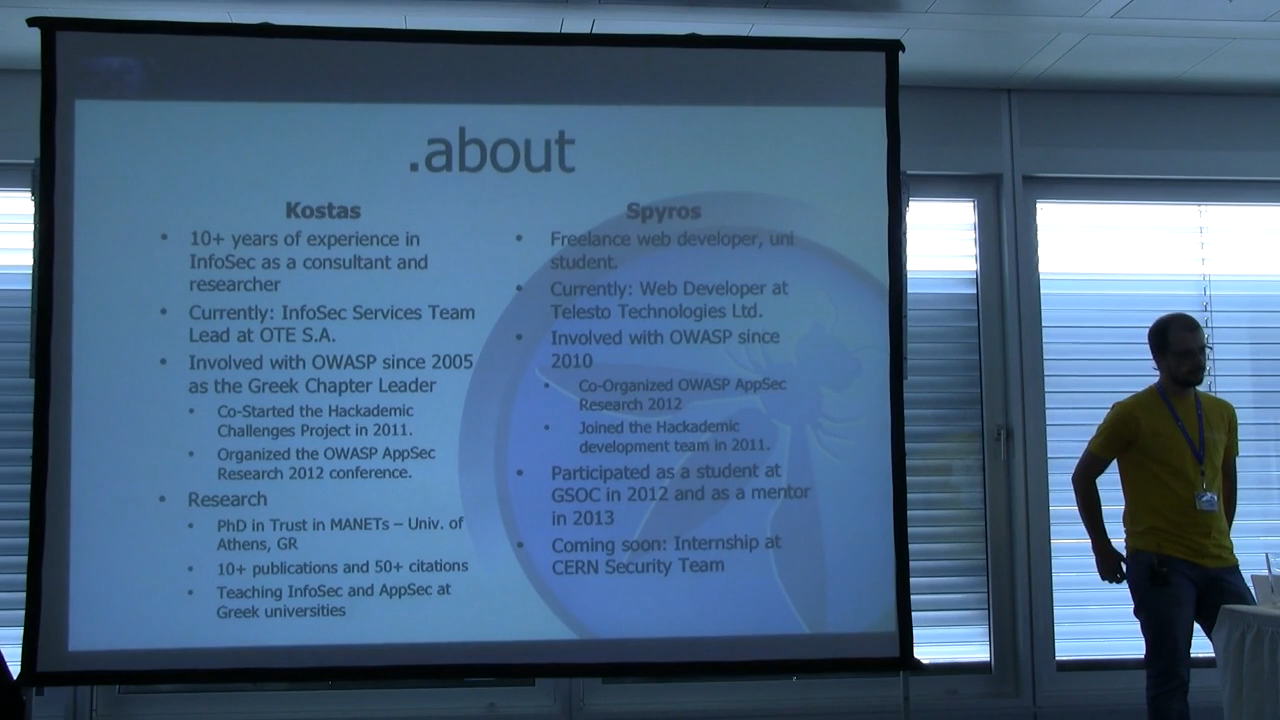 .about
Kostas
10+ years of experience in
InfoSec as a consultant and
researcher
Currently: InfoSec Services Team
Lead at OTE S.A.
Involved with OWASP since 2005
as the Greek Chapter Leader
Co-Started the Hackademic
Challenges Project in 2011.
Organized the OWASP AppSec
Research 2012 conference.
Research
PhD in Trust in MANETs – Univ. of
Athens, GR
10+ publications and 50+ citations
Teaching InfoSec and AppSec at
Greek universities
Spyros
Freelance web developer, uni
student.
Currently: Web Developer at
Telesto Technologies Ltd.
Involved with OWASP since
2010
Co-Organized OWASP AppSec
Research 2012
Joined the Hackademic
development team in 2011.
Participated as a student at
GSOC in 2012 and as a mentor
in 2013
Coming soon: Internship at
CERN Security Team